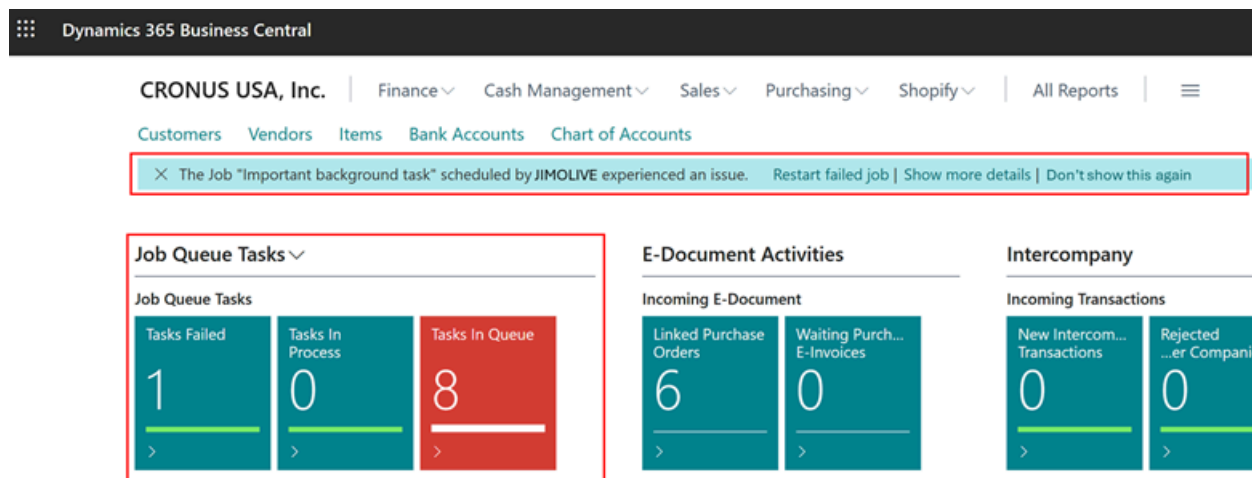 Dynamics 365 Business Central
CRONUS USA, Inc. Finance Cash Management Sales Purchasing Shopify All Reports
Customers Vendors Items Bank Accounts Chart of Accounts
The Job "Important background task" scheduled by JIMOLIVE experienced an issue. Restart failed job | Show more details | Don't show this again
Job Queue Tasks
Job Queue Tasks
Tasks Failed
1
Tasks In
Process
0
Tasks In Queue
8
E-Document Activities
Incoming E-Document
Linked Purchase
Orders
6
Waiting Purch...
E-Invoices
0
Intercompany
Incoming Transactions
New Intercom...
Transactions
0
Rejected
...er Compani
0